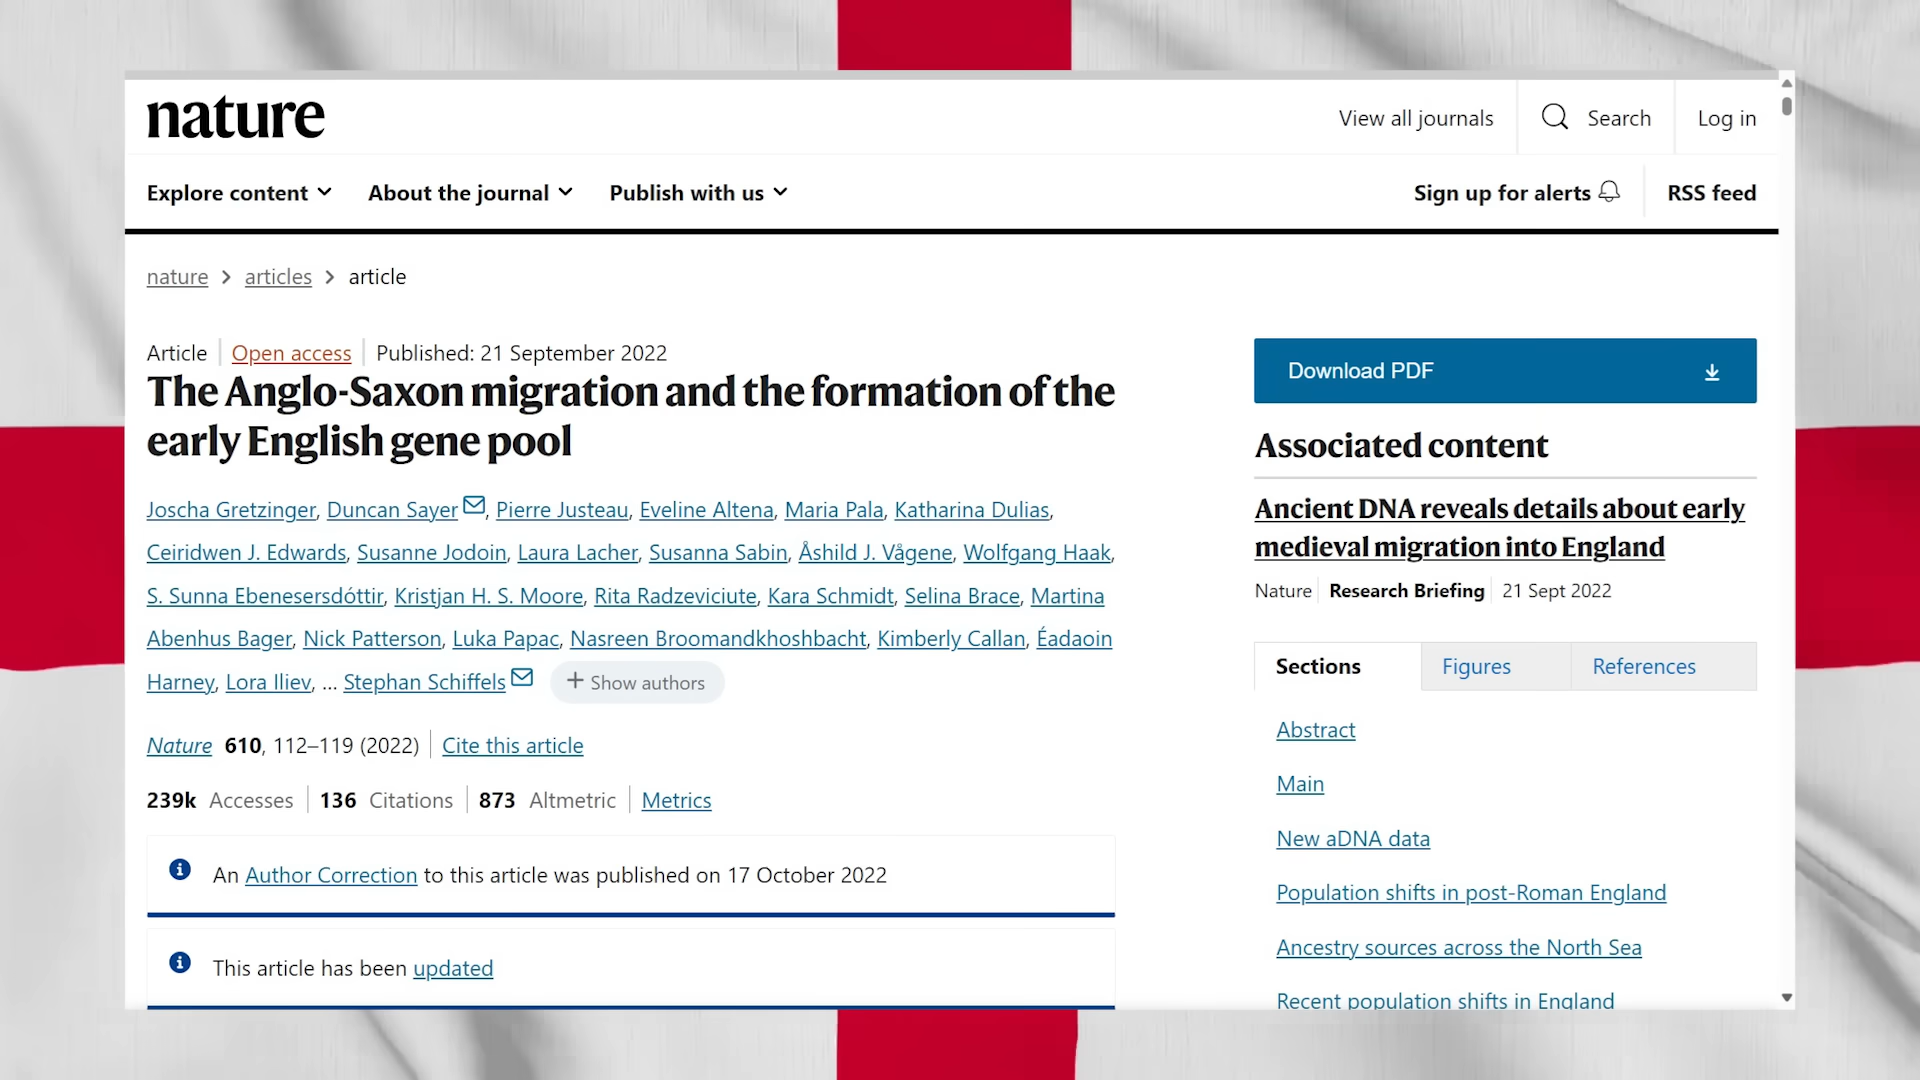 nature
View all journals
Search
Log in
Explore content
About the journal
Publish with us
Sign up for alerts
RSS feed
nature > articles > article
Article
Open access
Published: 21 September 2022
The Anglo-Saxon migration and the formation of the
early English gene pool
Joscha Gretzinger, Duncan Sayer, Pierre Justeau, Eveline Altena, Maria Pala, Katharina Dulias,
Ceiridwen J. Edwards, Susanne Jodoin, Laura Lacher, Susanna Sabin, Åshild J. Vågene, Wolfgang Haak,
S. Sunna Ebenesersdóttir, Kristjan H. S. Moore, Rita Radzeviciute, Kara Schmidt, Selina Brace, Martina
Abenhus Bager, Nick Patterson, Luka Papac, Nasreen Broomandkhoshbacht, Kimberly Callan, Éadaoin
Harney, Lora Iliev, … Stephan Schiffels + Show authors
Nature 610, 112–119 (2022)
Cite this article
239k Accesses
136 Citations
873 Altmetric
Metrics
An Author Correction to this article was published on 17 October 2022
This article has been updated
Download PDF
Associated content
Ancient DNA reveals details about early
medieval migration into England
Nature
Research Briefing
21 Sept 2022
Sections
Figures
References
Abstract
Main
New aDNA data
Population shifts in post-Roman England
Ancestry sources across the North Sea
Recent population shifts in England